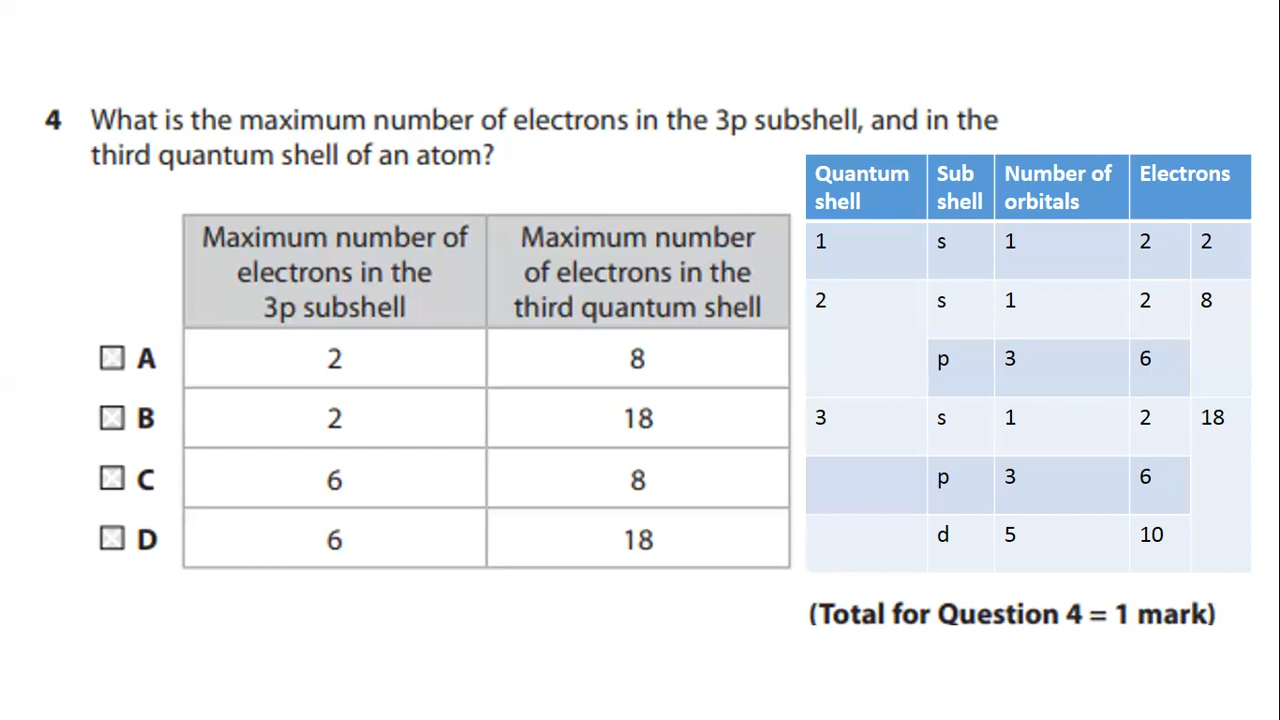 4 What is the maximum number of electrons in the 3p subshell, and in the
third quantum shell of an atom?
Maximum number of
electrons in the
3p subshell
Maximum number
of electrons in the
third quantum shell
A 2 8
B 2 18
C 6 8
D 6 18
Quantum
shell
Sub
shell
Number of
orbitals
Electrons
1 s 1 2 2
2 s 1 2 8
p 3 6
3 s 1 2 18
p 3 6
d 5 10
(Total for Question 4 = 1 mark)